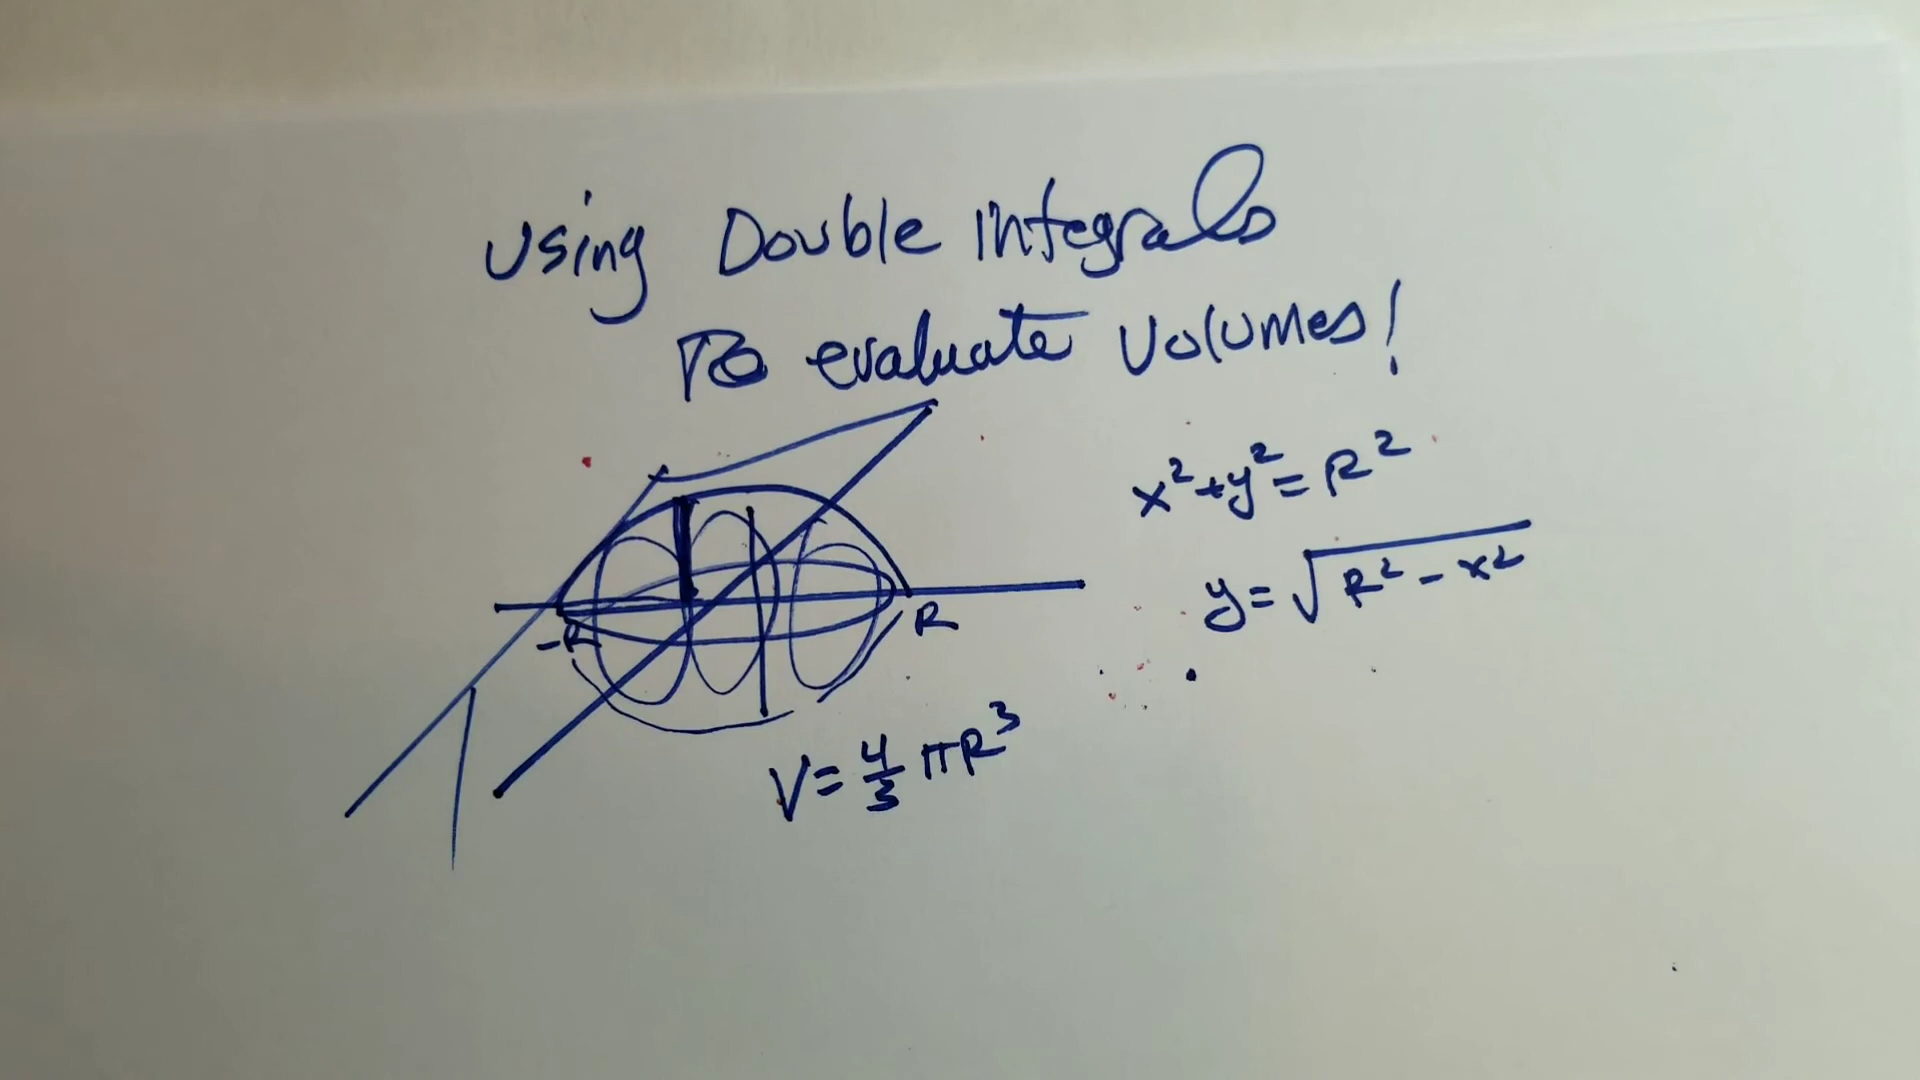 Using Double integrals
To evaluate volumes!
x²+y²=R²
y=√R²-x²
-R
R
V=4/3 πR³